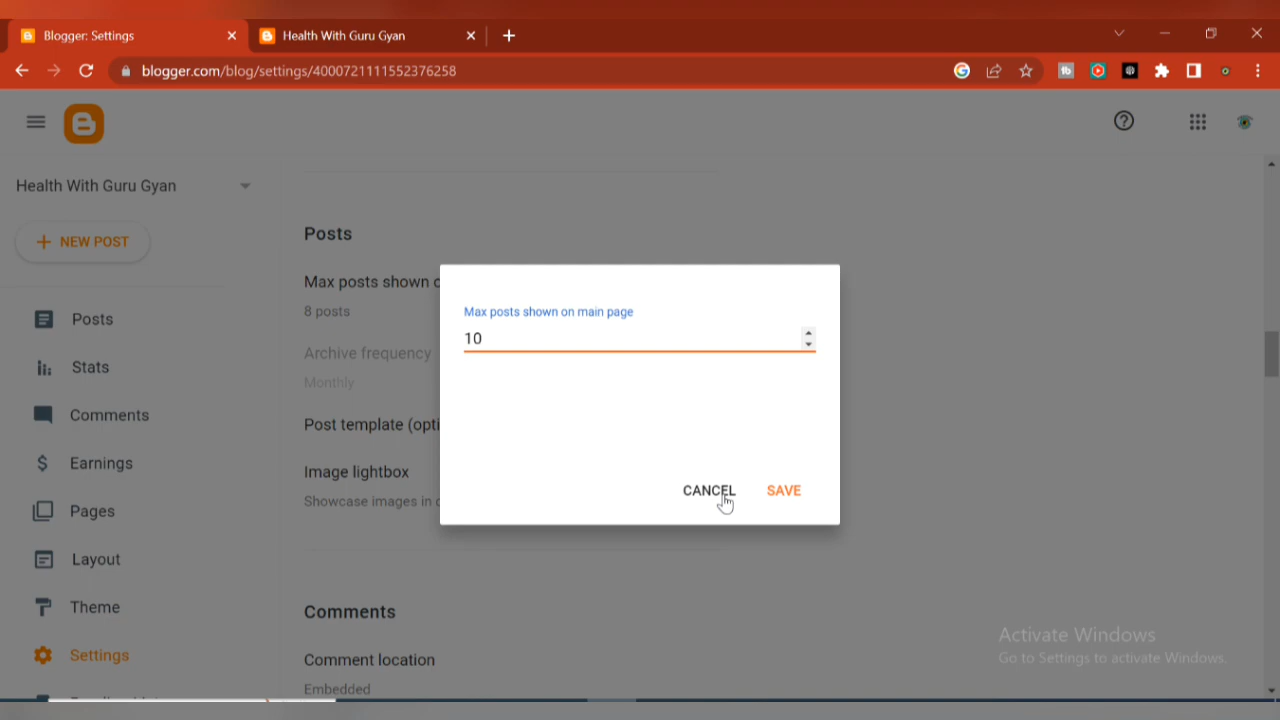 Blogger: Settings
Health With Guru Gyan
blogger.com/blog/settings/4000721111552376258
Health With Guru Gyan
NEW POST
Posts
Stats
Comments
Earnings
Pages
Layout
Theme
Settings
Posts
Max posts shown
8 posts
Archive frequency
Monthly
Post template (opti
Image lightbox
Showcase images in
Comments
Comment location
Embedded
Max posts shown on main page
10
CANCEL
SAVE
Activate Windows
Go to Settings to activate Windows.